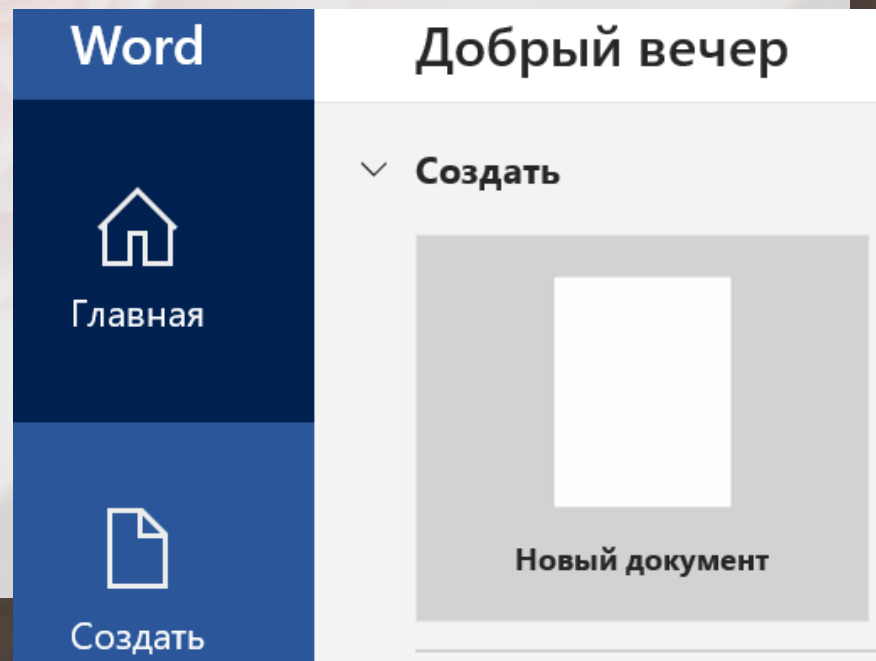 Word
Добрый вечер
Создать
Главная
Новый документ
Создать